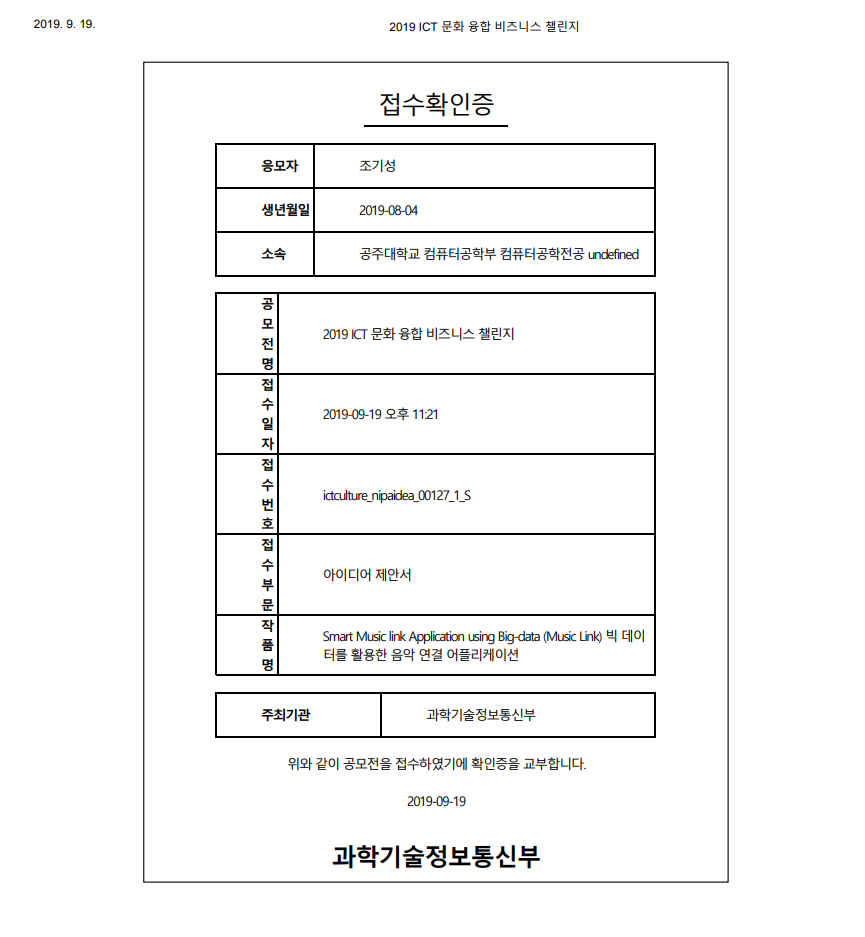 2019. 9. 19.
2019 ICT 문화 융합 비즈니스 챌린지
접수확인증
응모자 조기성
생년월일 2019-08-04
소속 공주대학교 컴퓨터공학부 컴퓨터공학전공 undefined
공모전명 2019 ICT 문화 융합 비즈니스 챌린지
접수일자 2019-09-19 오후 11:21
접수번호 ictculture_nipaidea_00127_1_S
접수부문 아이디어 제안서
작품명 Smart Music link Application using Big-data (Music Link) 빅 데이
터를 활용한 음악 연결 어플리케이션
주최기관 과학기술정보통신부
위와 같이 공모전을 접수하였기에 확인증을 교부합니다.
2019-09-19
과학기술정보통신부